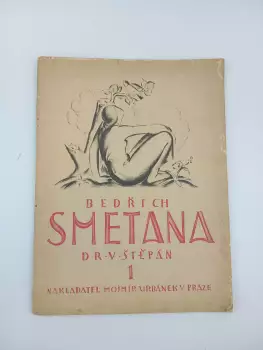 BEDŘICH
SMETANA
DR·V·ŠTĚPÁN
1
NAKLADATEL MOJMÍR URBÁNEK V PRAZE